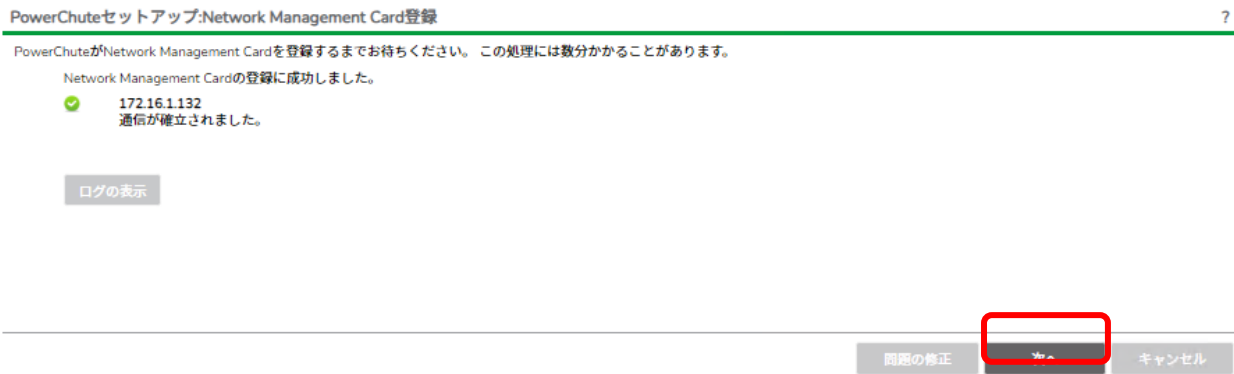 PowerChuteセットアップ:Network Management Card登録
?
PowerChuteがNetwork Management Cardを登録するまでお待ちください。 この処理には数分かかることがあります。
Network Management Cardの登録に成功しました。
172.16.1.132
通信が確立されました。
ログの表示
問題の修正
次へ
キャンセル